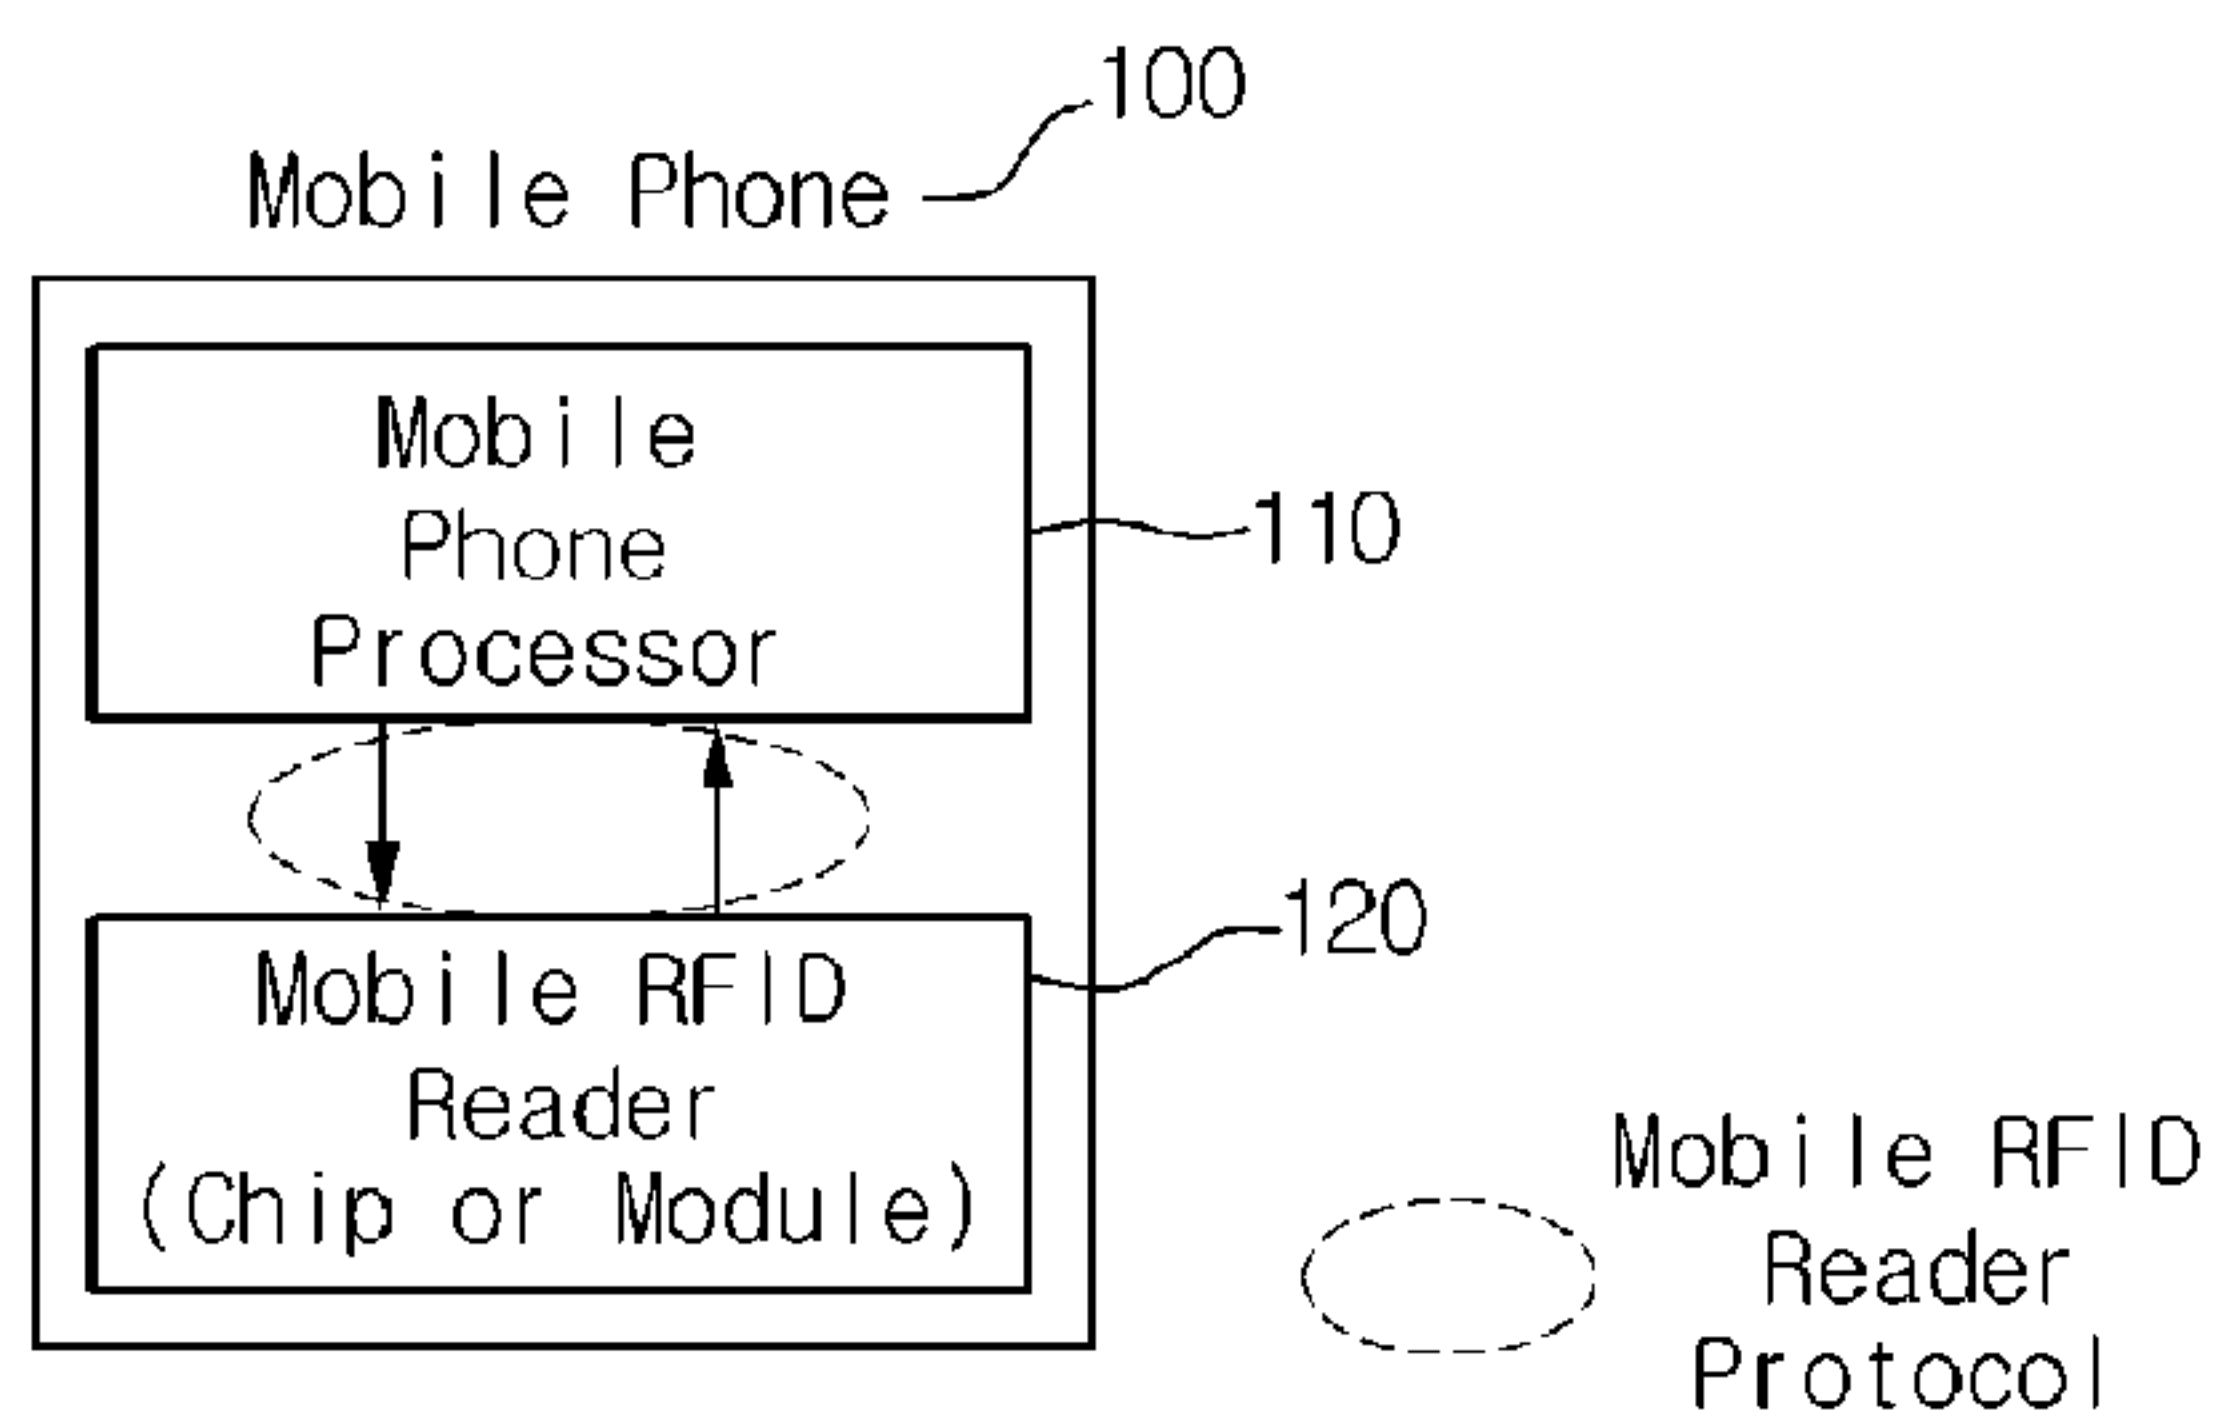 100
Mobile Phone
Mobile
Phone
Processor
110
120
Mobile RFID
Reader
(Chip or Module)
Mobile RFID
Reader
Protocol